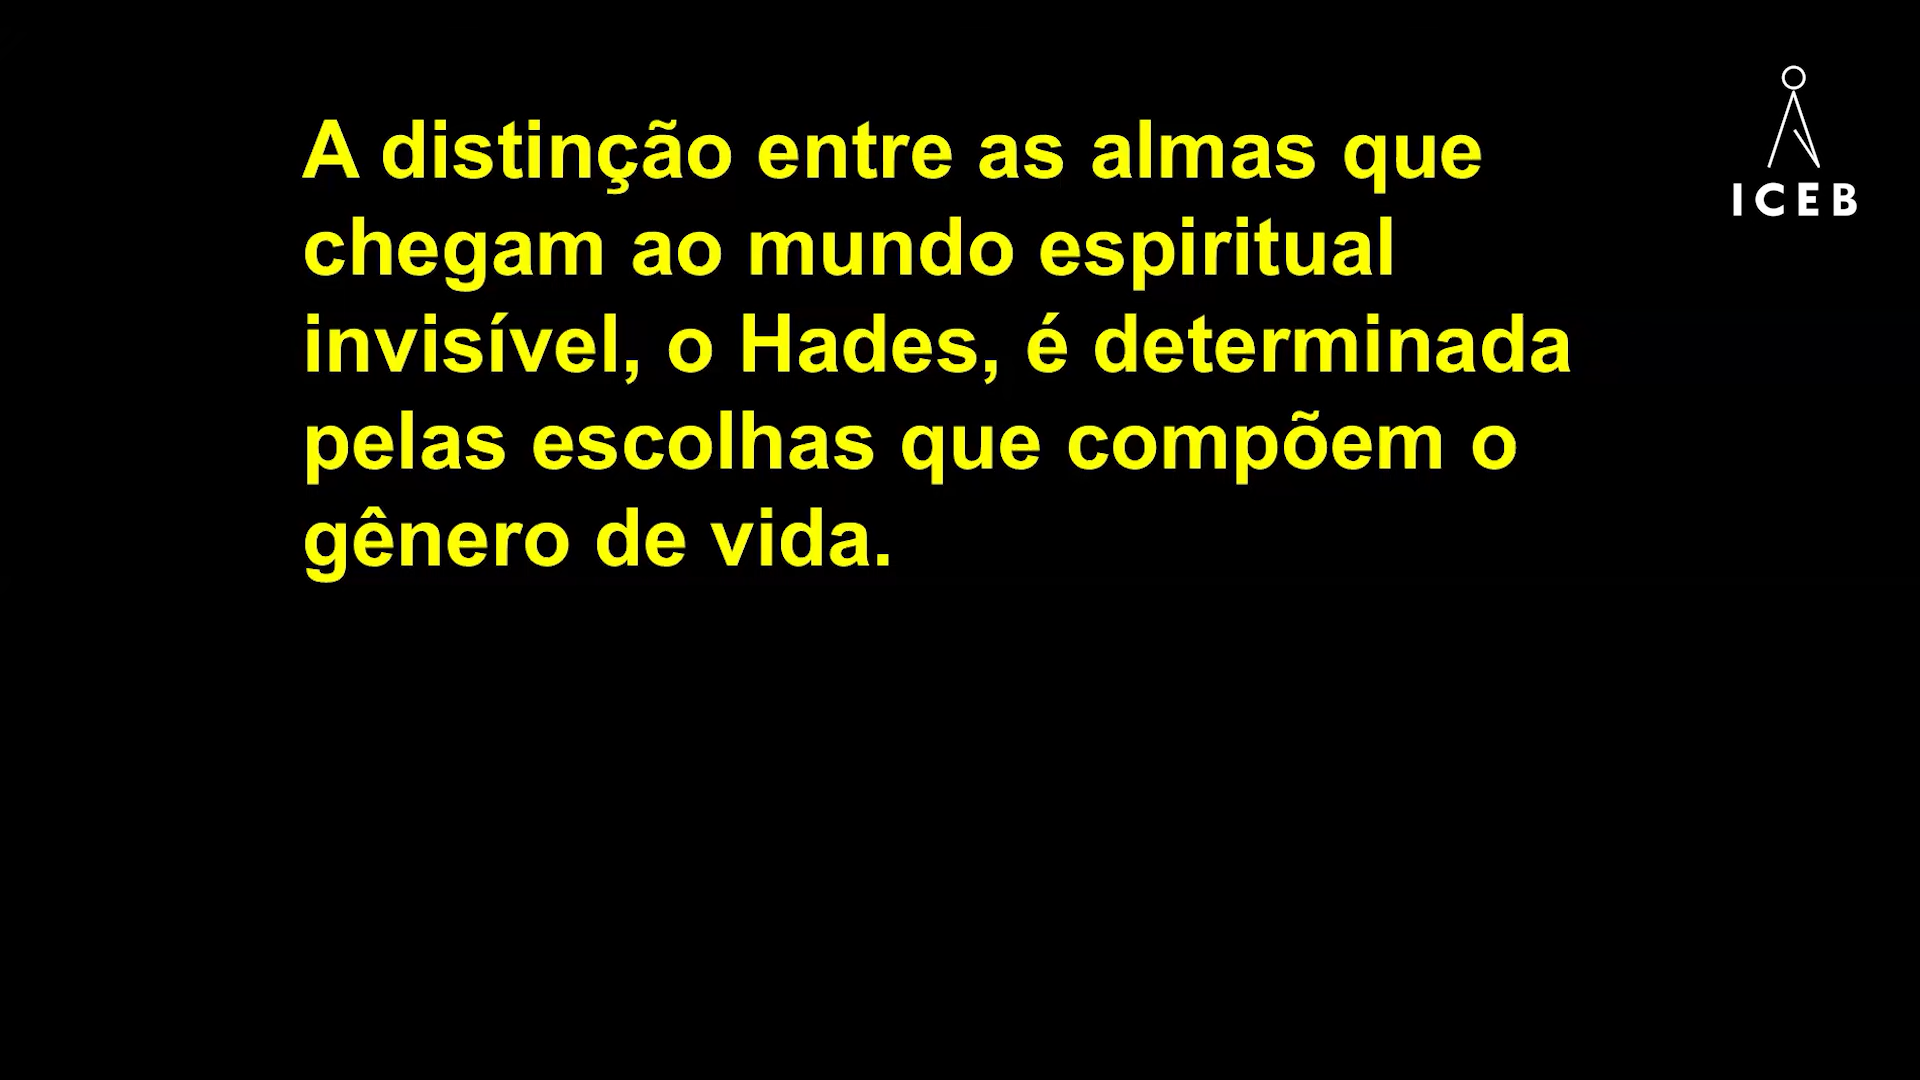 A distinção entre as almas que
chegam ao mundo espiritual
invisível, o Hades, é determinada
pelas escolhas que compõem o
gênero de vida.
ICEB